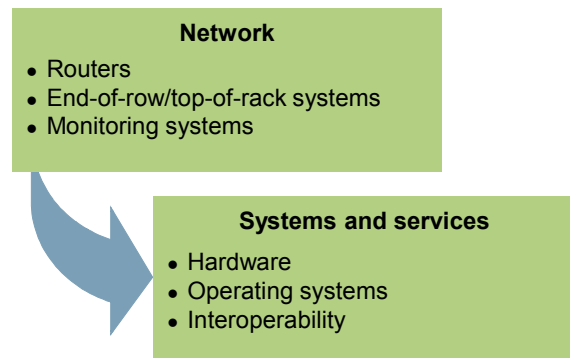 Network
• Routers
• End-of-row/top-of-rack systems
• Monitoring systems
Systems and services
• Hardware
• Operating systems
• Interoperability